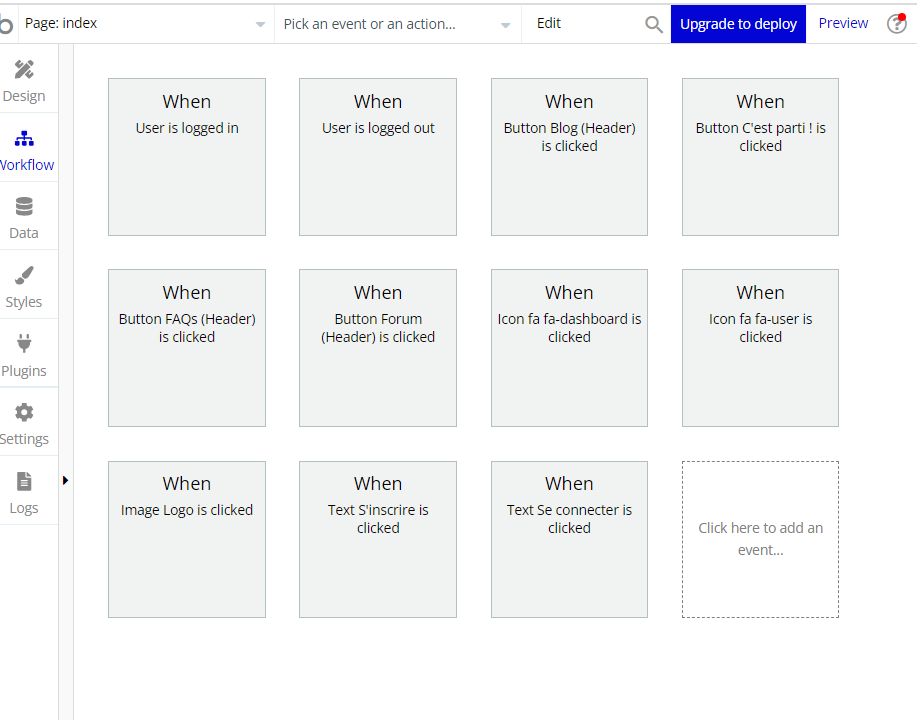 Page: index
Pick an event or an action...
Edit
Upgrade to deploy
Preview
Design
Workflow
Data
Styles
Plugins
Settings
Logs
When
User is logged in
When
User is logged out
When
Button Blog (Header)
is clicked
When
Button C'est parti ! is
clicked
When
Button FAQs (Header)
is clicked
When
Button Forum
(Header) is clicked
When
Icon fa fa-dashboard is
clicked
When
Icon fa fa-user is
clicked
When
Image Logo is clicked
When
Text S'inscrire is
clicked
When
Text Se connecter is
clicked
Click here to add an
event...